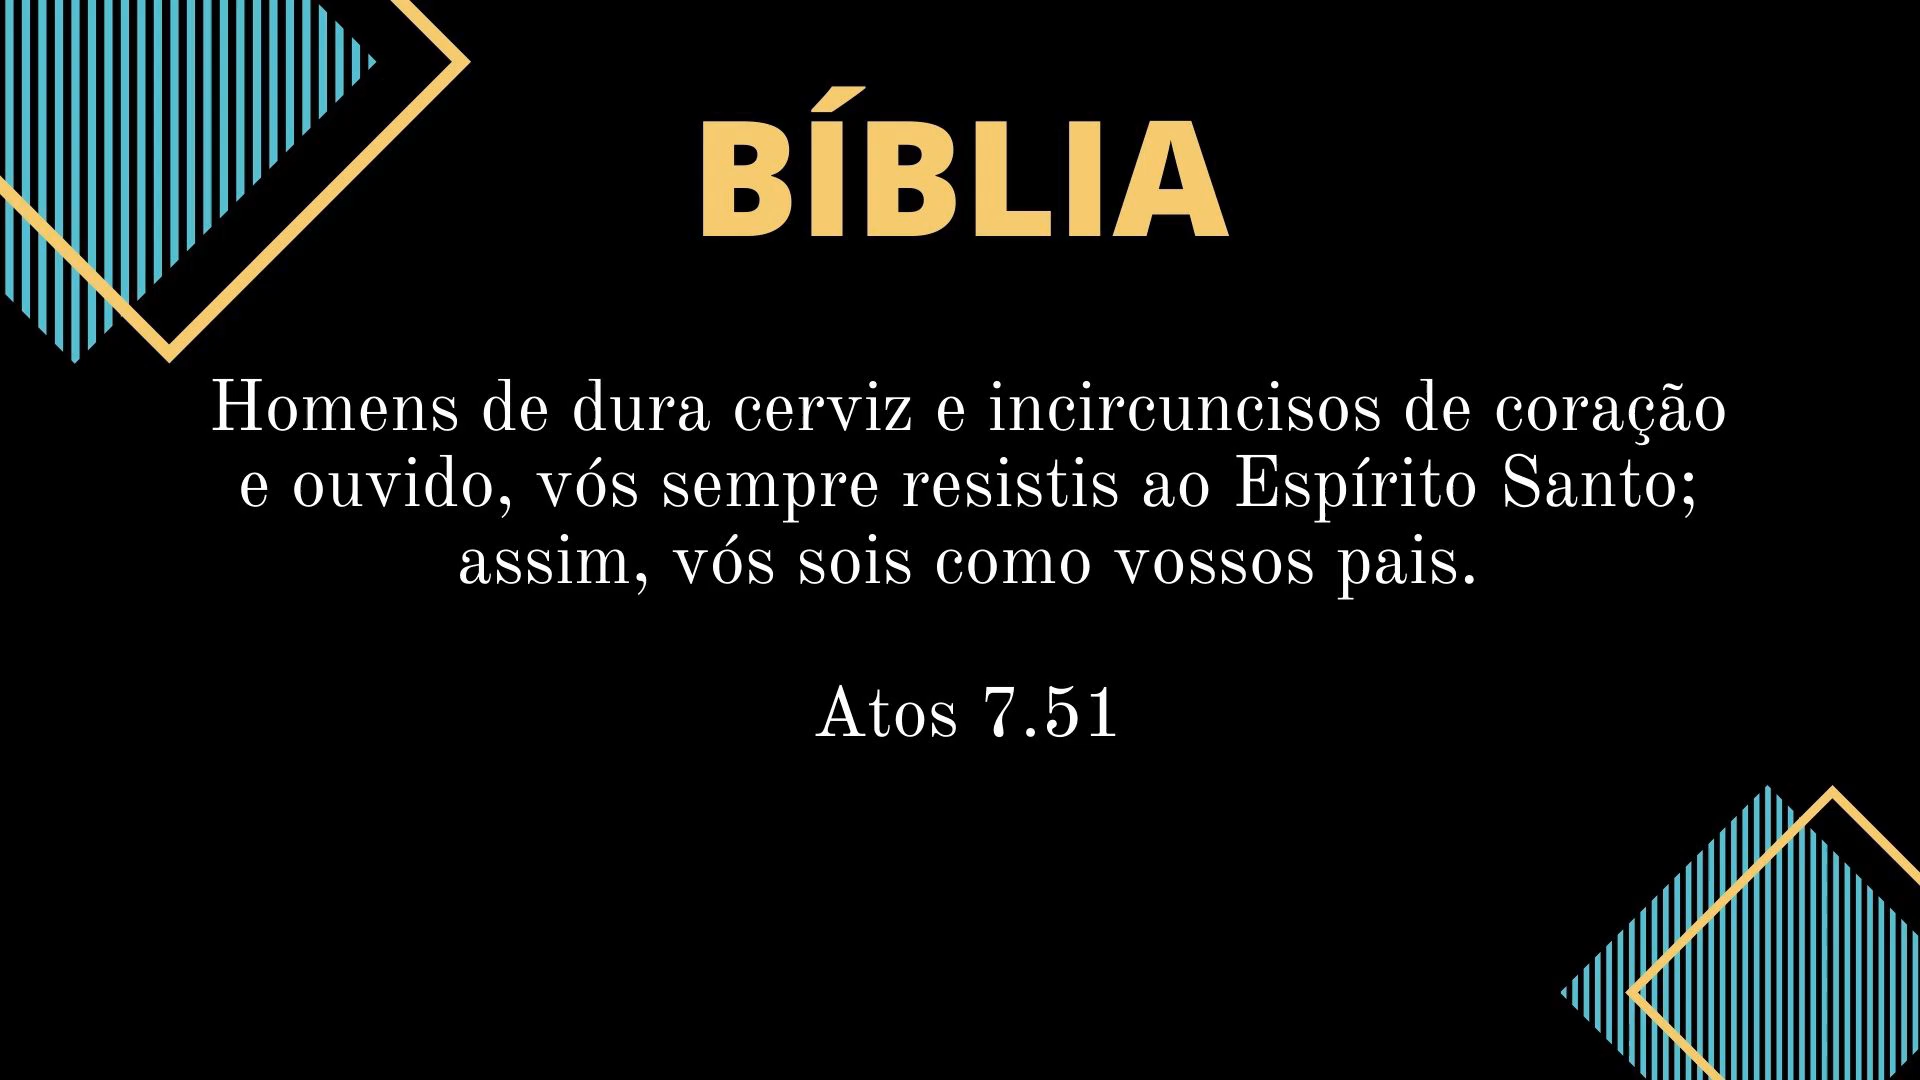 BÍBLIA
Homens de dura cerviz e incircuncisos de coração
e ouvido, vós sempre resistis ao Espírito Santo;
assim, vós sois como vossos pais.
Atos 7.51